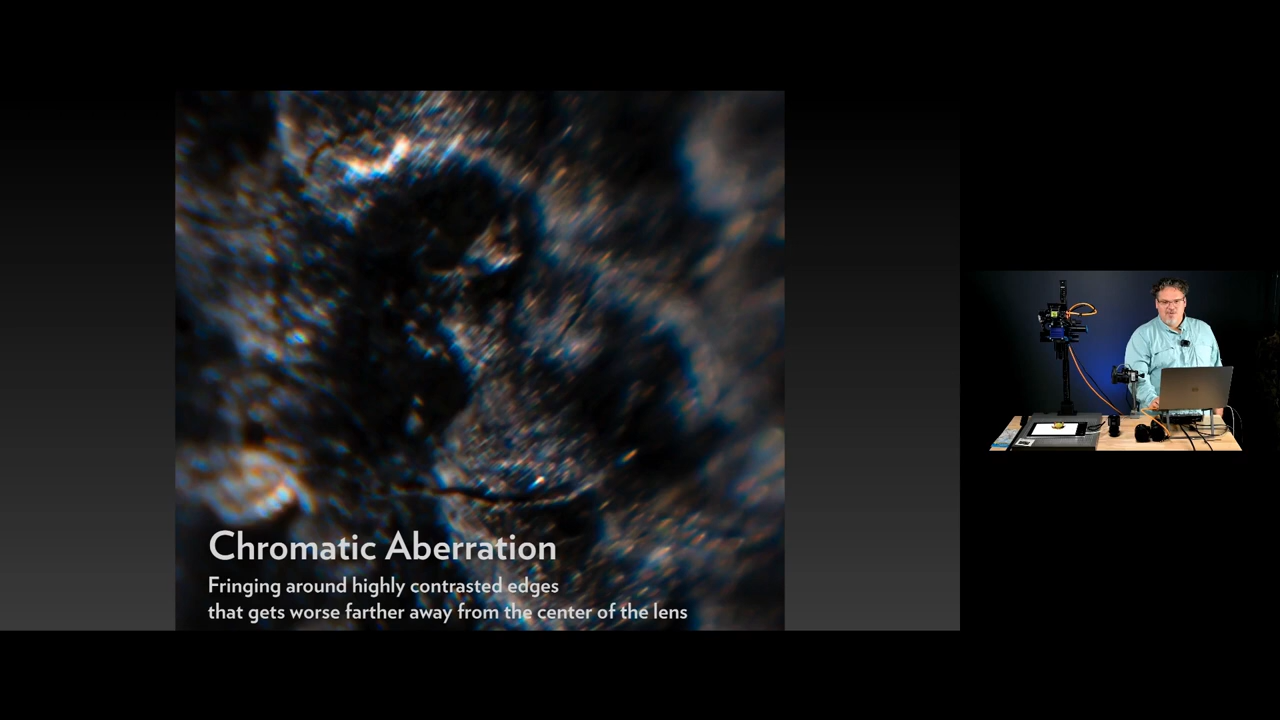 Chromatic Aberration
Fringing around highly contrasted edges
that gets worse farther away from the center of the lens